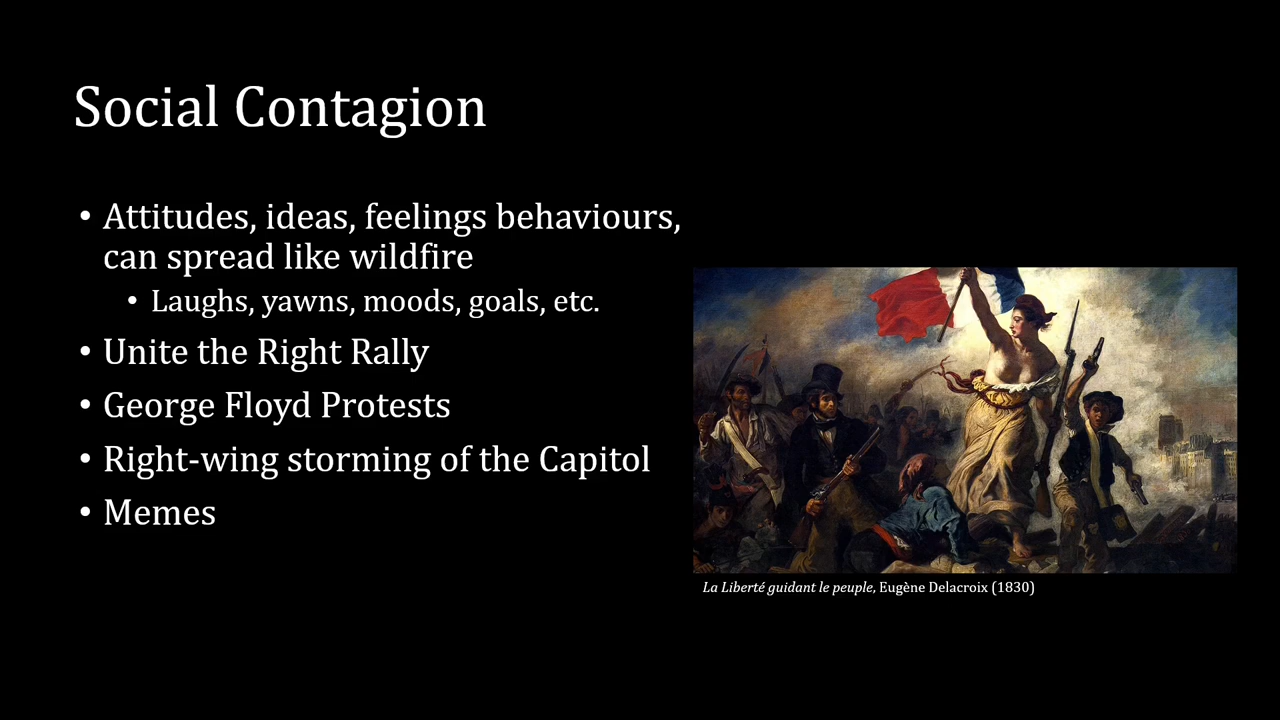 Social Contagion
• Attitudes, ideas, feelings behaviours,
can spread like wildfire
• Laughs, yawns, moods, goals, etc.
• Unite the Right Rally
• George Floyd Protests
• Right-wing storming of the Capitol
• Memes
La Liberté guidant le peuple, Eugène Delacroix (1830)